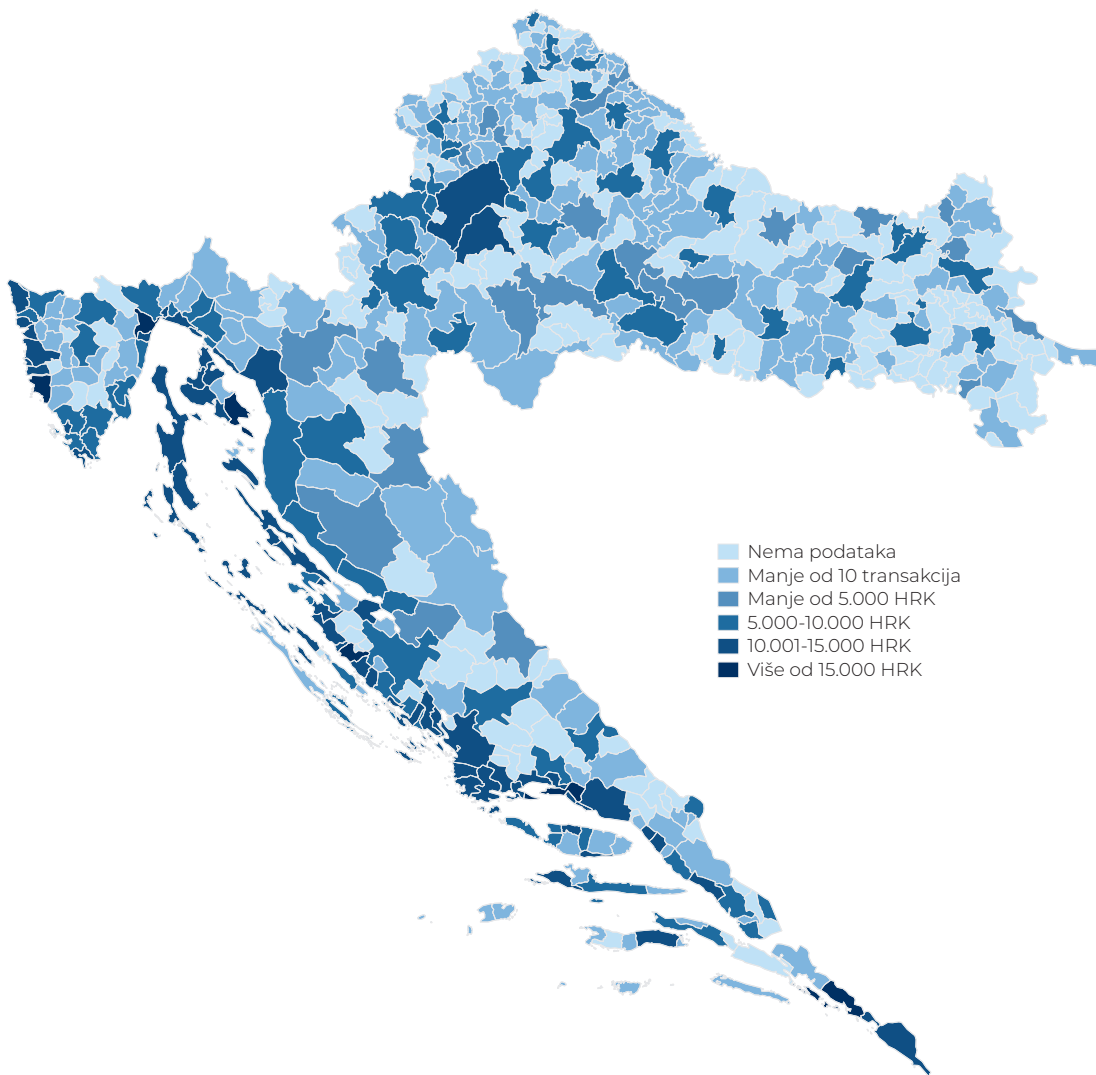 Nema podataka
Manje od 10 transakcija
Manje od 5.000 HRK
5.000-10.000 HRK
10.001-15.000 HRK
Više od 15.000 HRK